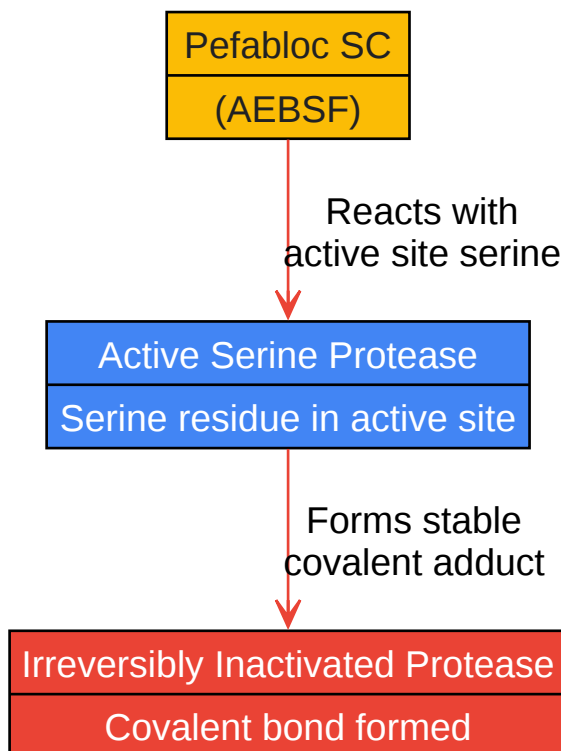 Pefabloc SC
(AEBSF)
Reacts with
active site serine
Active Serine Protease
Serine residue in active site
Forms stable
covalent adduct
Irreversibly Inactivated Protease
Covalent bond formed